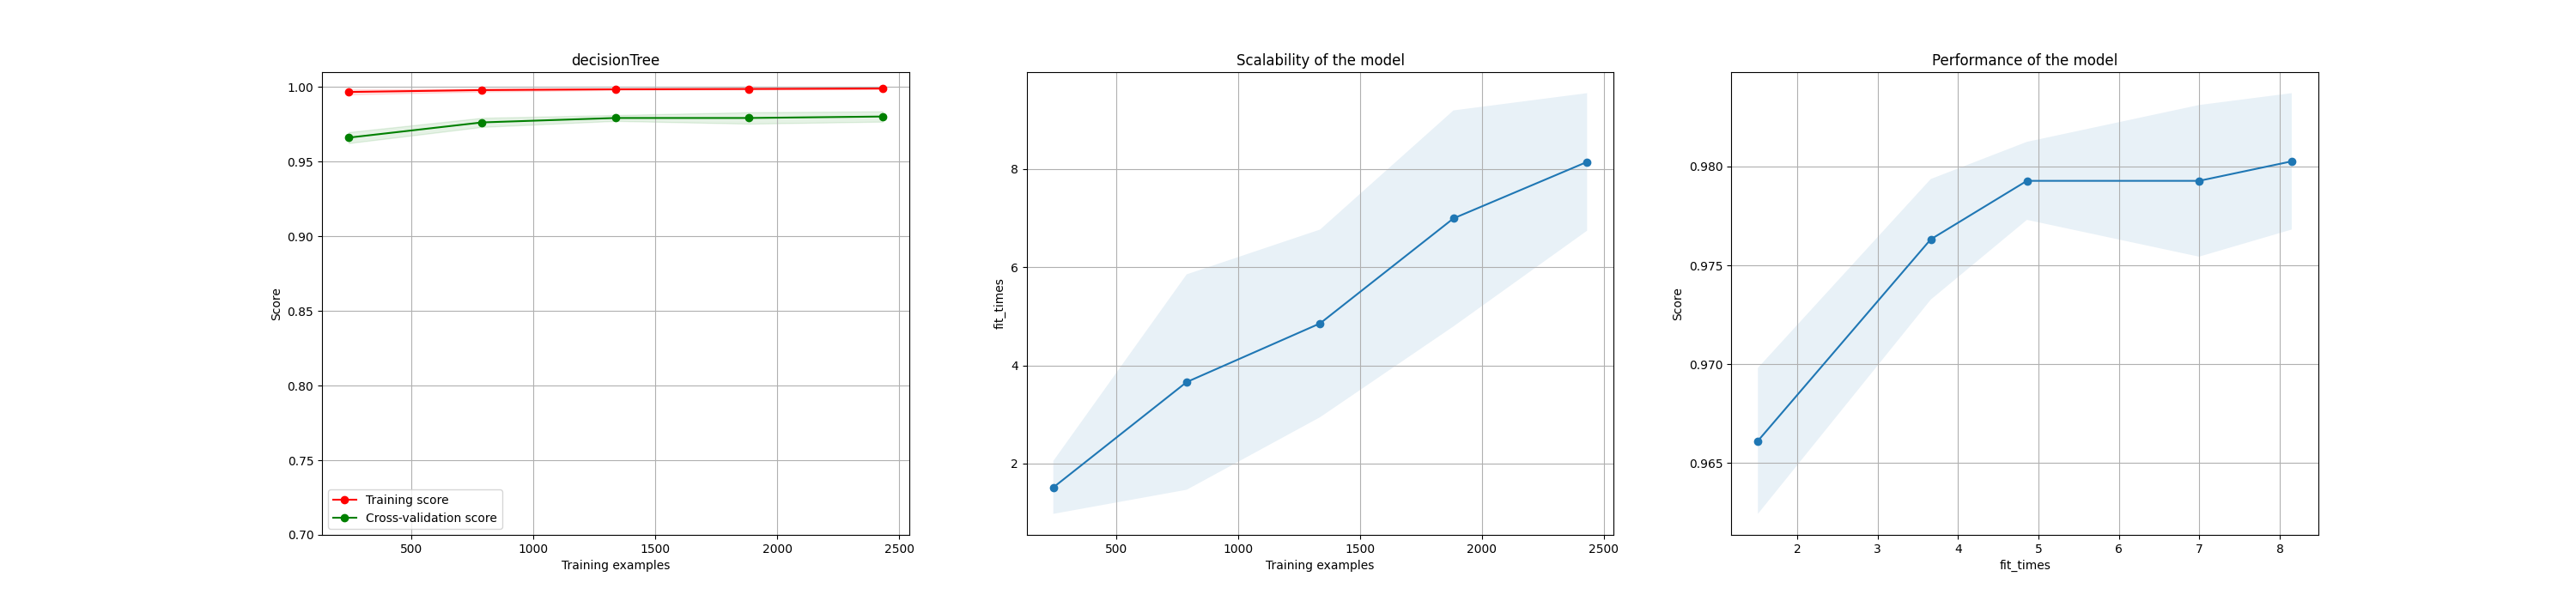 decisionTree
1.00
0.95
0.90
0.85
0.80
0.75
0.70
Score
Training score
Cross-validation score
500 1000 1500 2000 2500
Training examples
Scalability of the model
8
6
4
2
fit_times
500 1000 1500 2000 2500
Training examples
Performance of the model
0.980
0.975
0.970
0.965
Score
2 3 4 5 6 7 8
fit_times